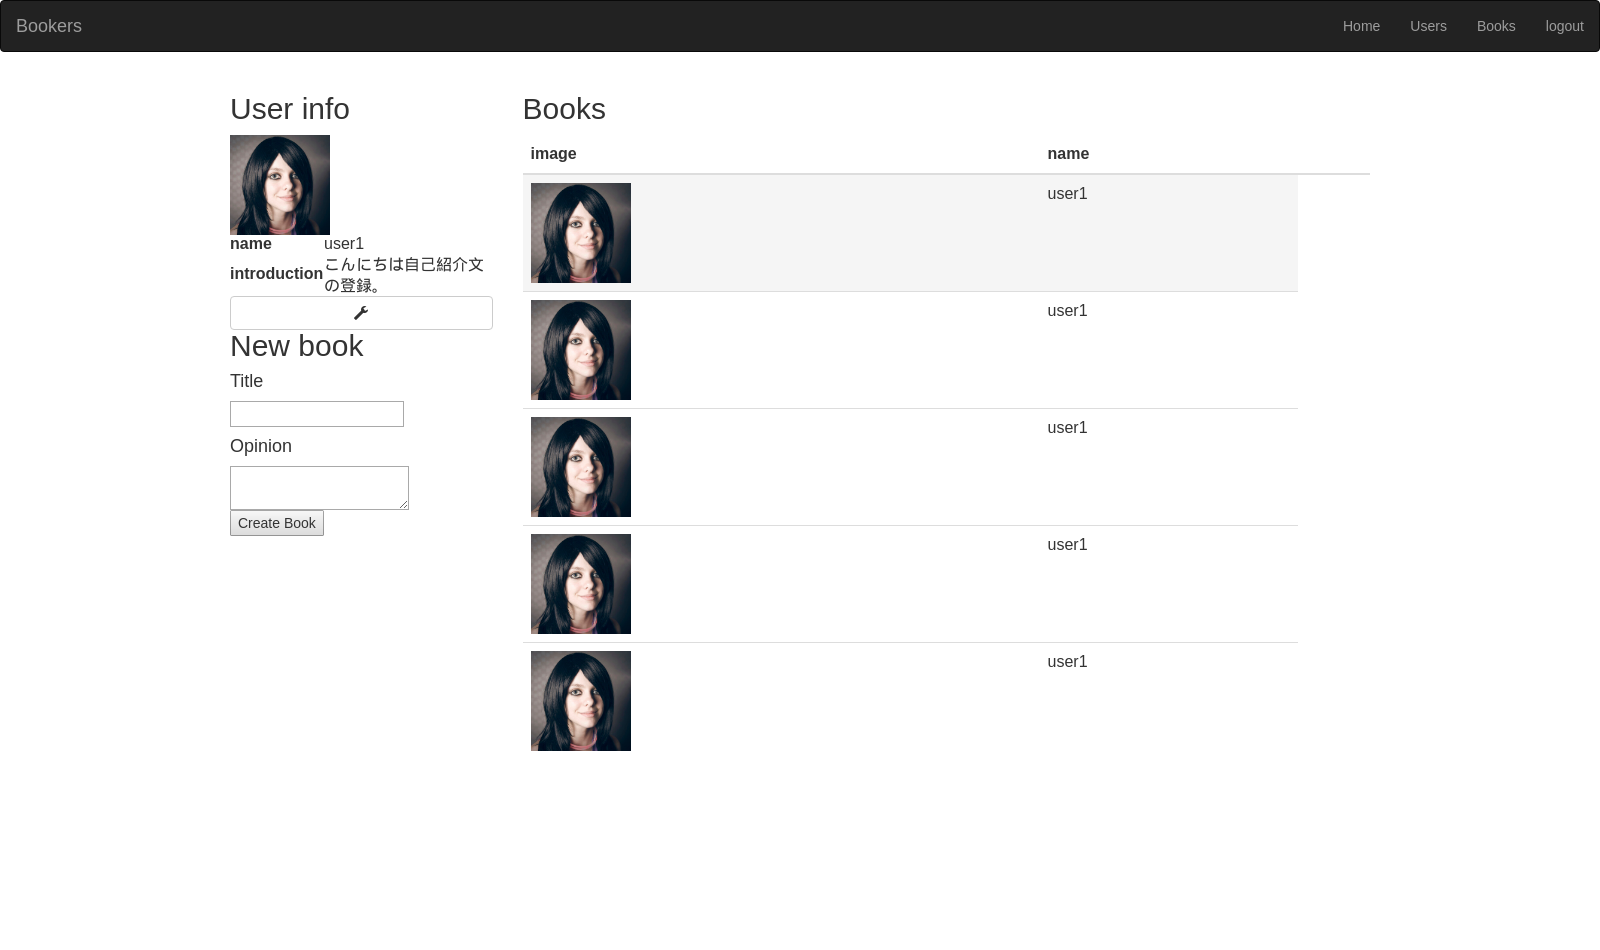 Bookers
Home Users Books logout
User info
name user1
introduction こんにちは自己紹介文
の登録。
New book
Title
Opinion
Create Book
Books
image name
user1
user1
user1
user1
user1